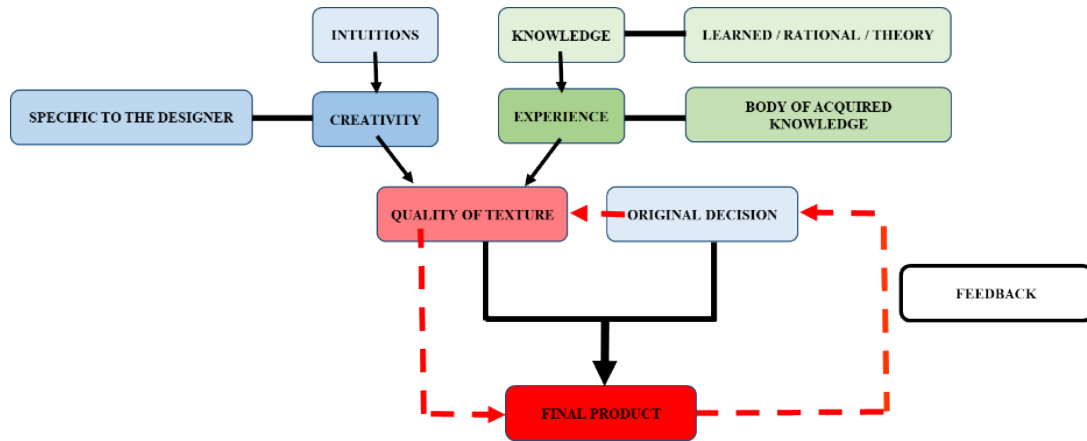 INTUITIONS
KNOWLEDGE
LEARNED / RATIONAL / THEORY
SPECIFIC TO THE DESIGNER
CREATIVITY
EXPERIENCE
BODY OF ACQUIRED
KNOWLEDGE
QUALITY OF TEXTURE
ORIGINAL DECISION
FEEDBACK
FINAL PRODUCT